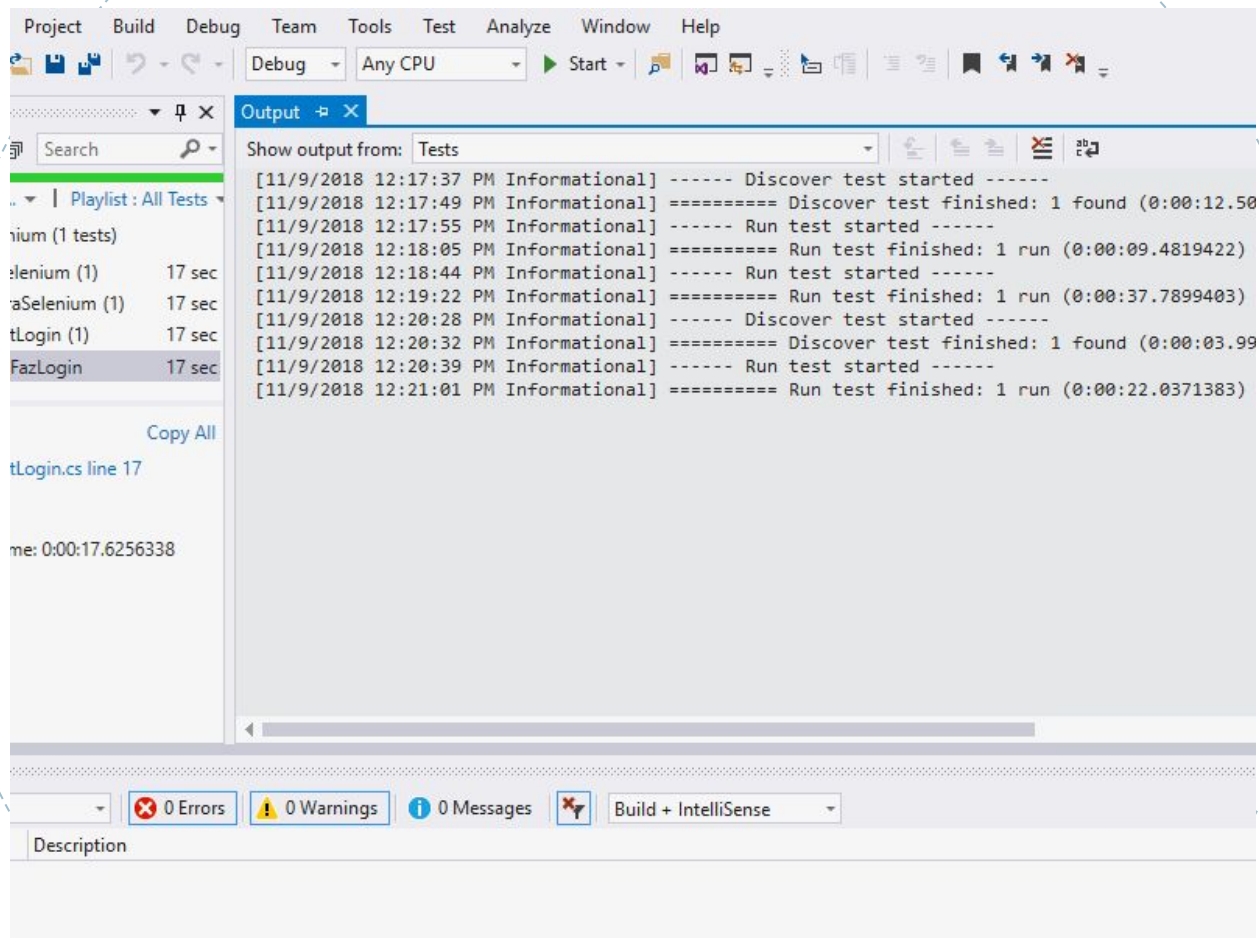 Project Build Debug Team Tools Test Analyze Window Help
Debug Any CPU Start
Output
Search
Show output from: Tests
Playlist : All Tests
(1 tests)
(1) 17 sec
(1) 17 sec
(1) 17 sec
FazLogin 17 sec
Copy All
line 17
0:00:17.6256338
[11/9/2018 12:17:37 PM Informational] ------ Discover test started ------
[11/9/2018 12:17:49 PM Informational] ========== Discover test finished: 1 found (0:00:12.50
[11/9/2018 12:17:55 PM Informational] ------ Run test started ------
[11/9/2018 12:18:05 PM Informational] ========== Run test finished: 1 run (0:00:09.4819422)
[11/9/2018 12:18:44 PM Informational] ------ Run test started ------
[11/9/2018 12:19:22 PM Informational] ========== Run test finished: 1 run (0:00:37.7899403)
[11/9/2018 12:20:28 PM Informational] ------ Discover test started ------
[11/9/2018 12:20:32 PM Informational] ========== Discover test finished: 1 found (0:00:03.99
[11/9/2018 12:20:39 PM Informational] ------ Run test started ------
[11/9/2018 12:21:01 PM Informational] ========== Run test finished: 1 run (0:00:22.0371383)
0 Errors 0 Warnings 0 Messages Build + IntelliSense
Description